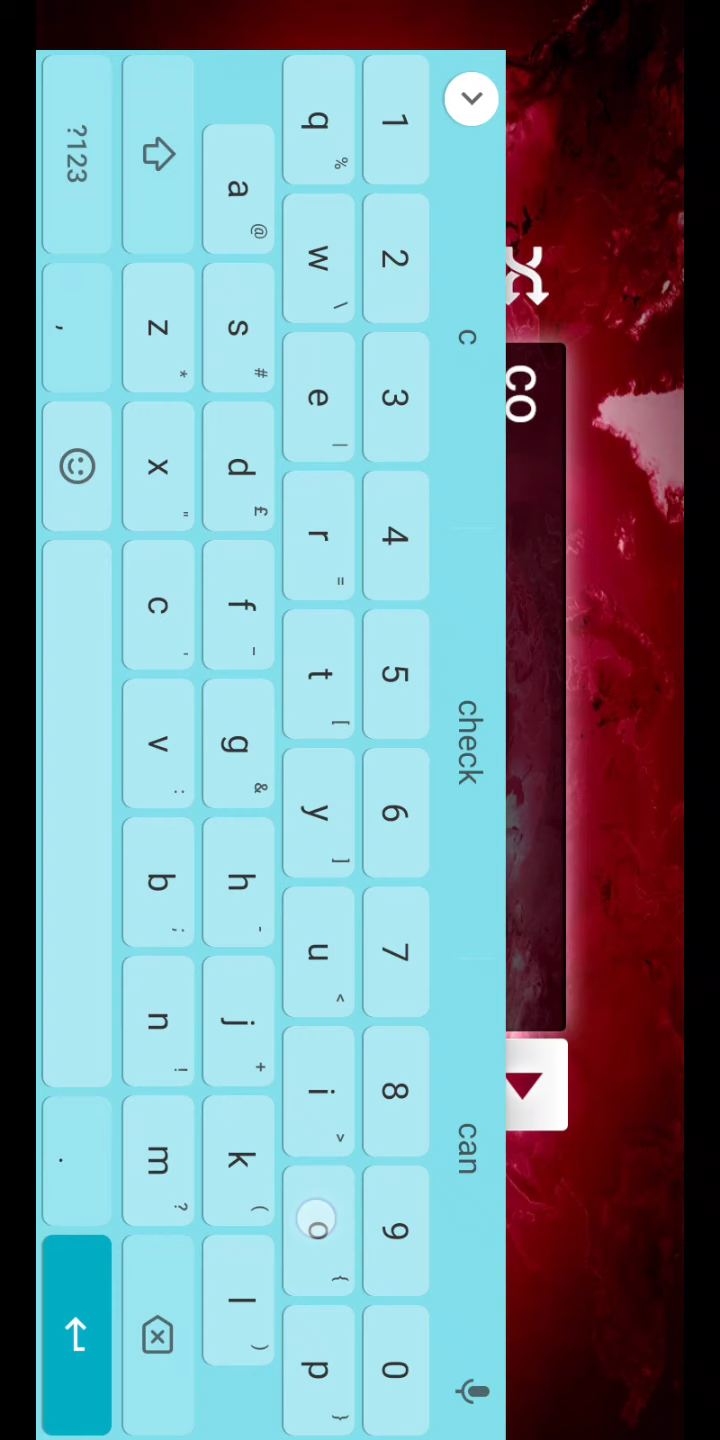 co
c check can
1 2 3 4 5 6 7 8 9 0
q % w \ e | r = t [ y ] u < i > o { p }
a @ s # d £ f _ g & h - j + k ( l )
z * x " c ' v : b ; n ! m ?
?123 , .